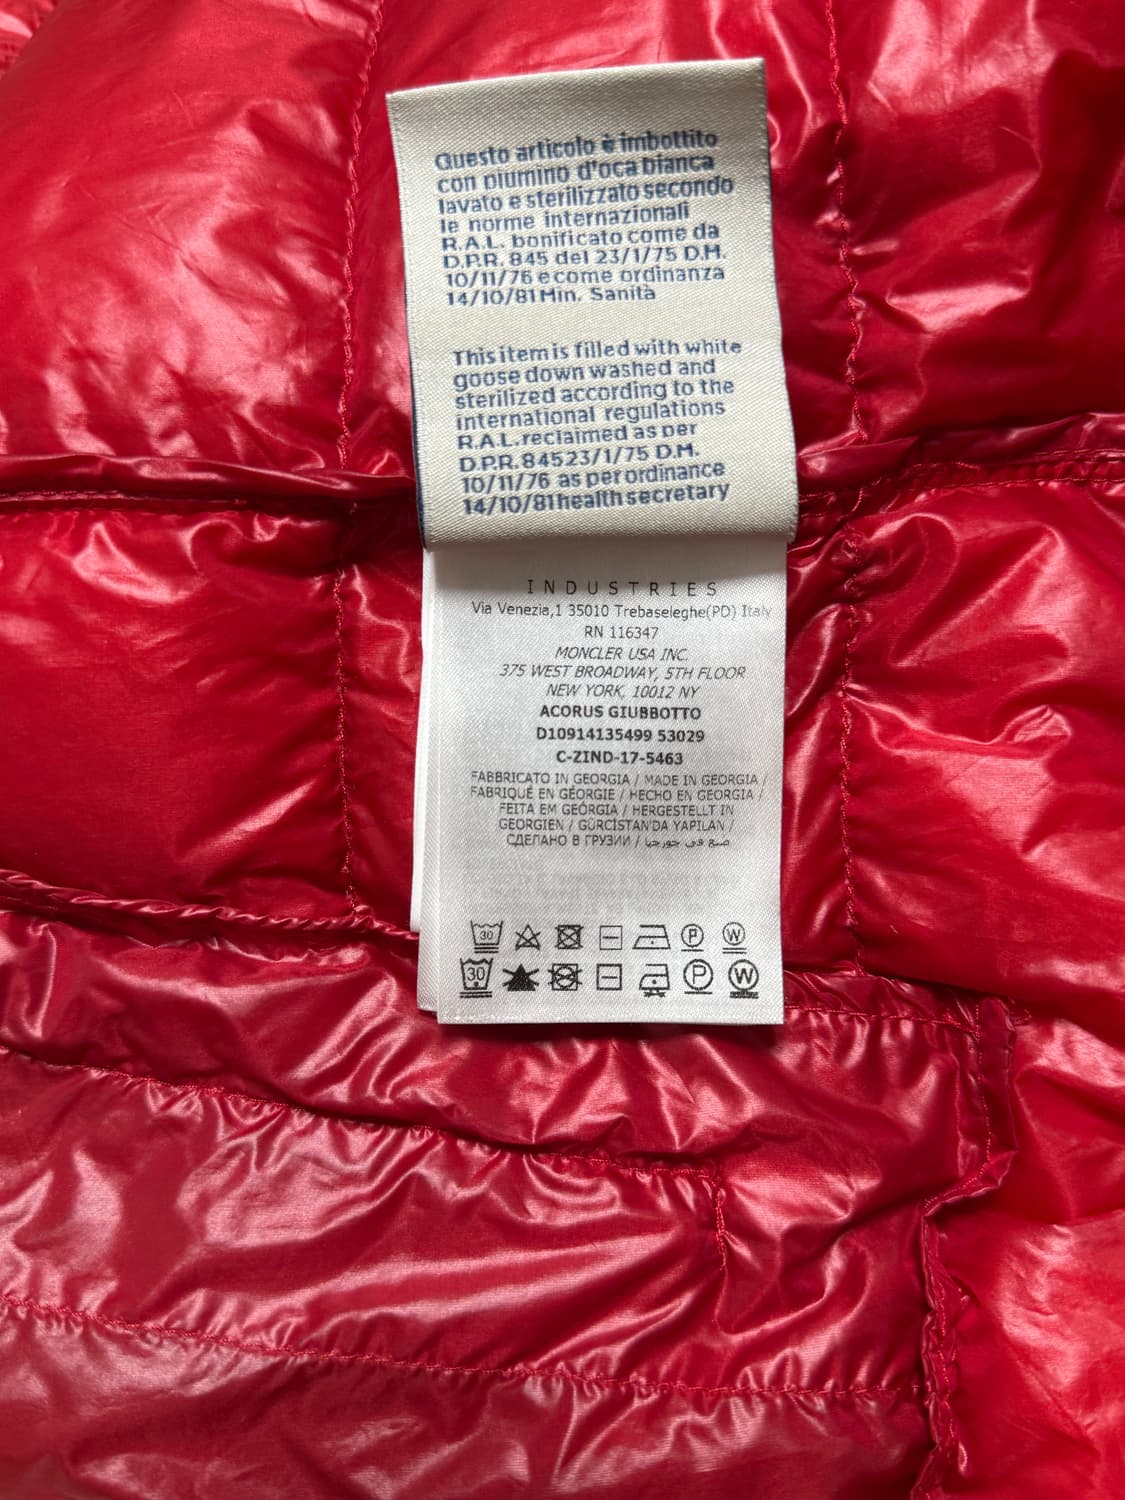 Questo articolo è imbottito
con piumino d'oca bianca
lavato e sterilizzato secondo
le norme internazionali
R.A.L. bonificato come da
D.P.R. 845 del 23/1/75 D.M.
10/11/76 e come ordinanza
14/10/81 Min. Sanità
This item is filled with white
goose down washed and
sterilized according to the
international regulations
R.A.L. reclaimed as per
D.P.R. 84523/1/75 D.M.
10/11/76 as per ordinance
14/10/81 health secretary
INDUSTRIES
Via Venezia,1 35010 Trebaseleghe(PD) Italy
RN 116347
MONCLER USA INC.
375 WEST BROADWAY, 5TH FLOOR
NEW YORK, 10012 NY
ACORUS GIUBBOTTO
D10914135499 53029
C-ZIND-17-5463
FABBRICATO IN GEORGIA / MADE IN GEORGIA /
FABRIQUÉ EN GÉORGIE / HECHO EN GEORGIA /
FEITA EM GEÓRGIA / HERGESTELLT IN
GEORGIEN / GÜRCİSTAN'DA YAPILAN /
СДЕЛАНО В ГРУЗИИ / صنع في جورجيا
30 P W
30 P W